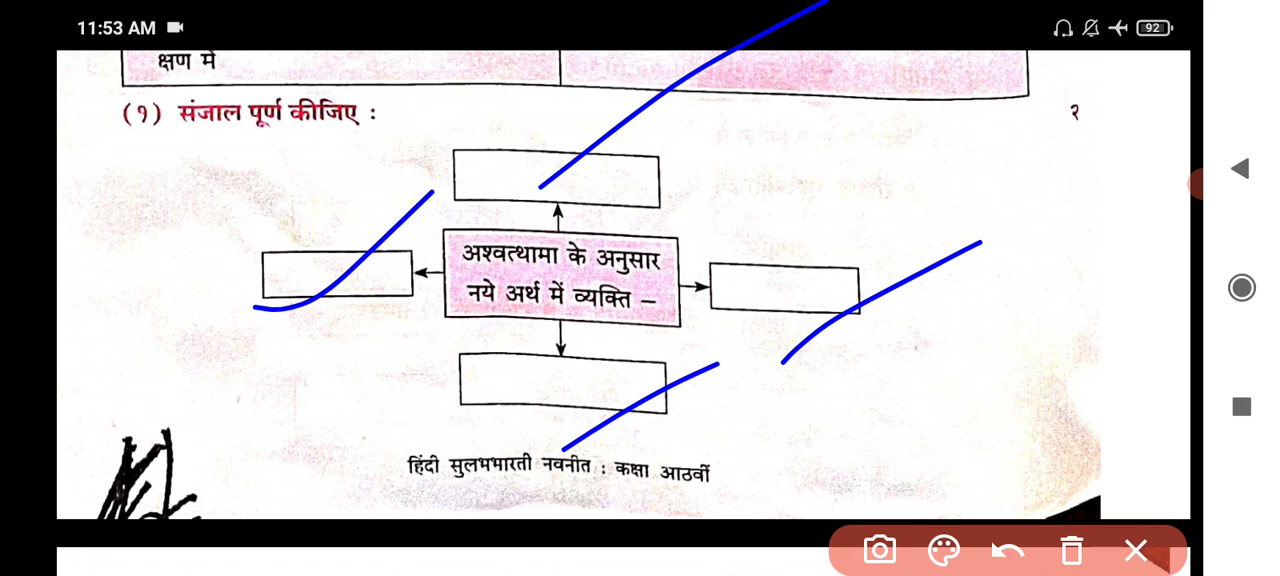 11:53 AM
92
क्षण में
(१) संजाल पूर्ण कीजिए :
२
अश्वत्थामा के अनुसार
नये अर्थ में व्यक्ति –
हिंदी सुलभभारती नवनीत : कक्षा आठवीं